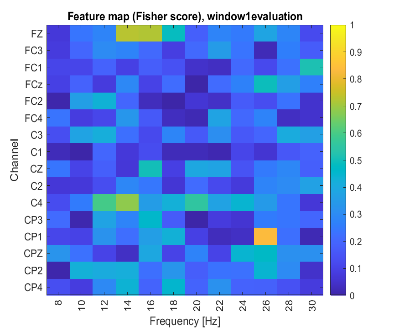 Feature map (Fisher score), window1evaluation
FZ
FC3
FC1
FCz
FC2
FC4
C3
C1
CZ
C2
C4
CP3
CP1
CPZ
CP2
CP4
Channel
8 10 12 14 16 18 20 22 24 26 28 30
Frequency [Hz]
1
0.9
0.8
0.7
0.6
0.5
0.4
0.3
0.2
0.1
0